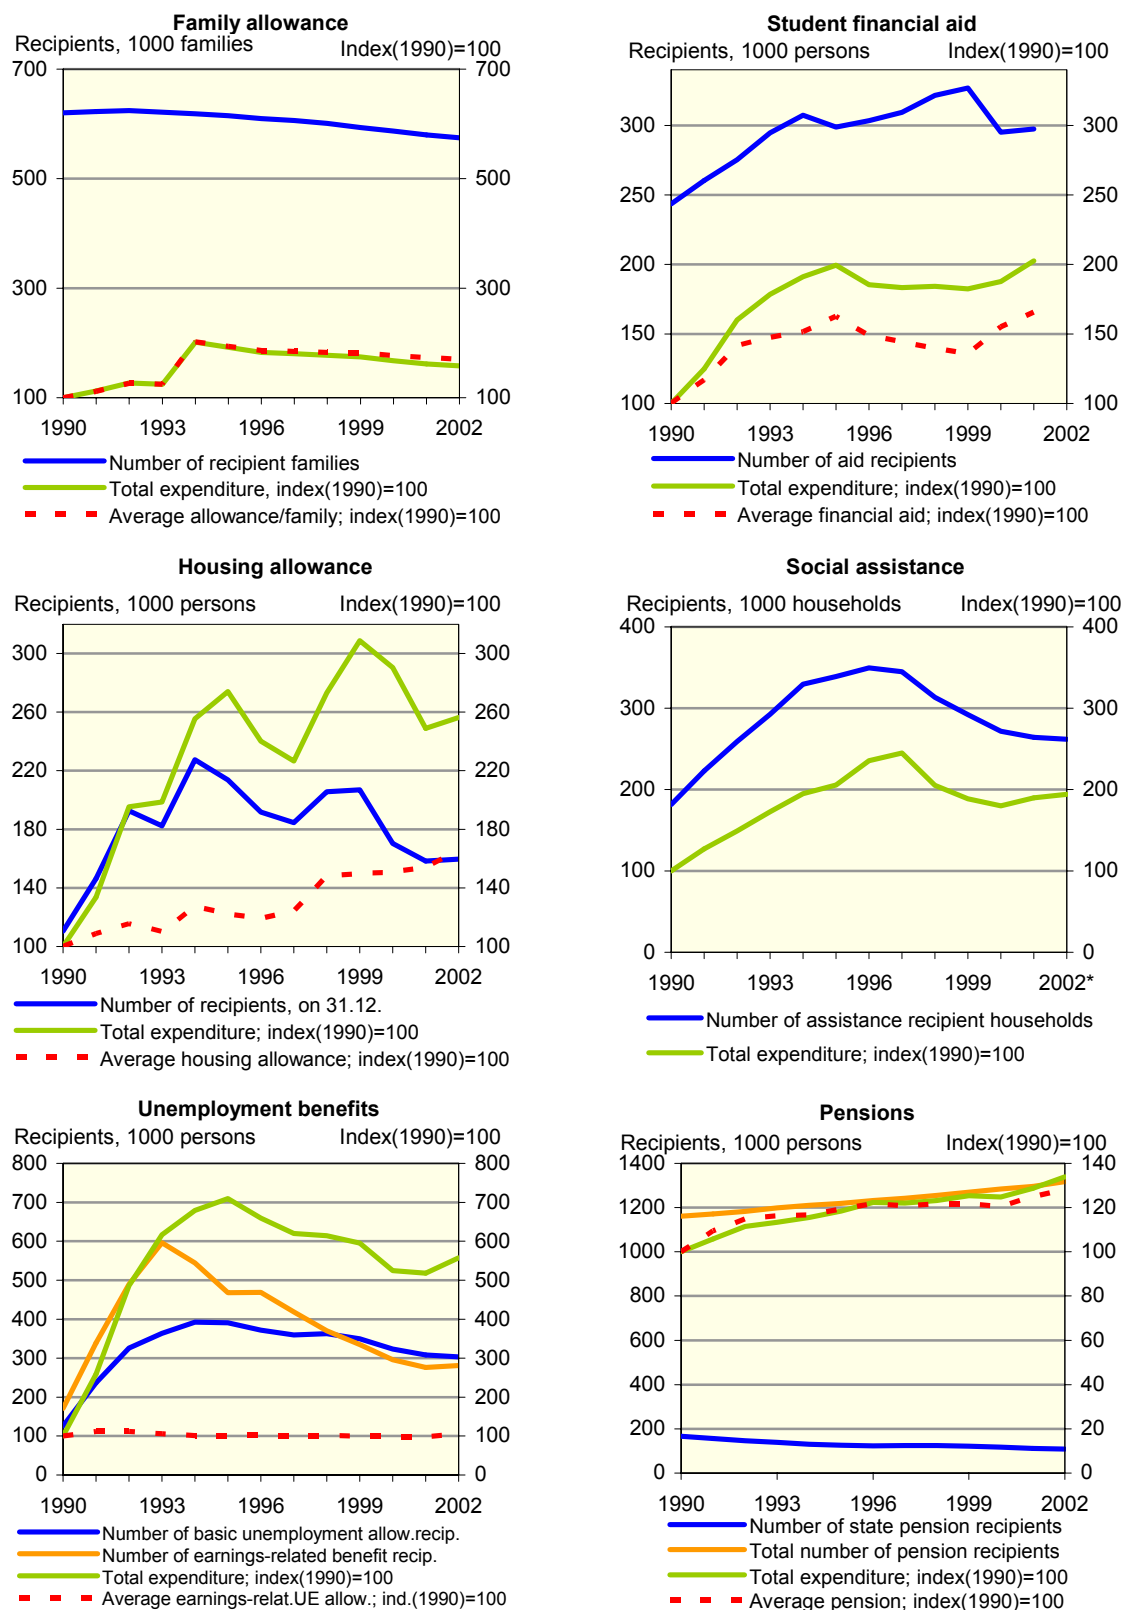 Family allowance
Recipients, 1000 families Index(1990)=100
700 700
500 500
300 300
100 100
1990 1993 1996 1999 2002
Number of recipient families
Total expenditure, index(1990)=100
Average allowance/family; index(1990)=100
Student financial aid
Recipients, 1000 persons Index(1990)=100
300 300
250 250
200 200
150 150
100 100
1990 1993 1996 1999 2002
Number of aid recipients
Total expenditure; index(1990)=100
Average financial aid; index(1990)=100
Housing allowance
Recipients, 1000 persons Index(1990)=100
300 300
260 260
220 220
180 180
140 140
100 100
1990 1993 1996 1999 2002
Number of recipients, on 31.12.
Total expenditure; index(1990)=100
Average housing allowance; index(1990)=100
Social assistance
Recipients, 1000 households Index(1990)=100
400 400
300 300
200 200
100 100
0 0
1990 1993 1996 1999 2002*
Number of assistance recipient households
Total expenditure; index(1990)=100
Unemployment benefits
Recipients, 1000 persons Index(1990)=100
800 800
700 700
600 600
500 500
400 400
300 300
200 200
100 100
0 0
1990 1993 1996 1999 2002
Number of basic unemployment allow.recip.
Number of earnings-related benefit recip.
Total expenditure; index(1990)=100
Average earnings-relat.UE allow.; ind.(1990)=100
Pensions
Recipients, 1000 persons Index(1990)=100
1400 140
1200 120
1000 100
800 80
600 60
400 40
200 20
0 0
1990 1993 1996 1999 2002
Number of state pension recipients
Total number of pension recipients
Total expenditure; index(1990)=100
Average pension; index(1990)=100